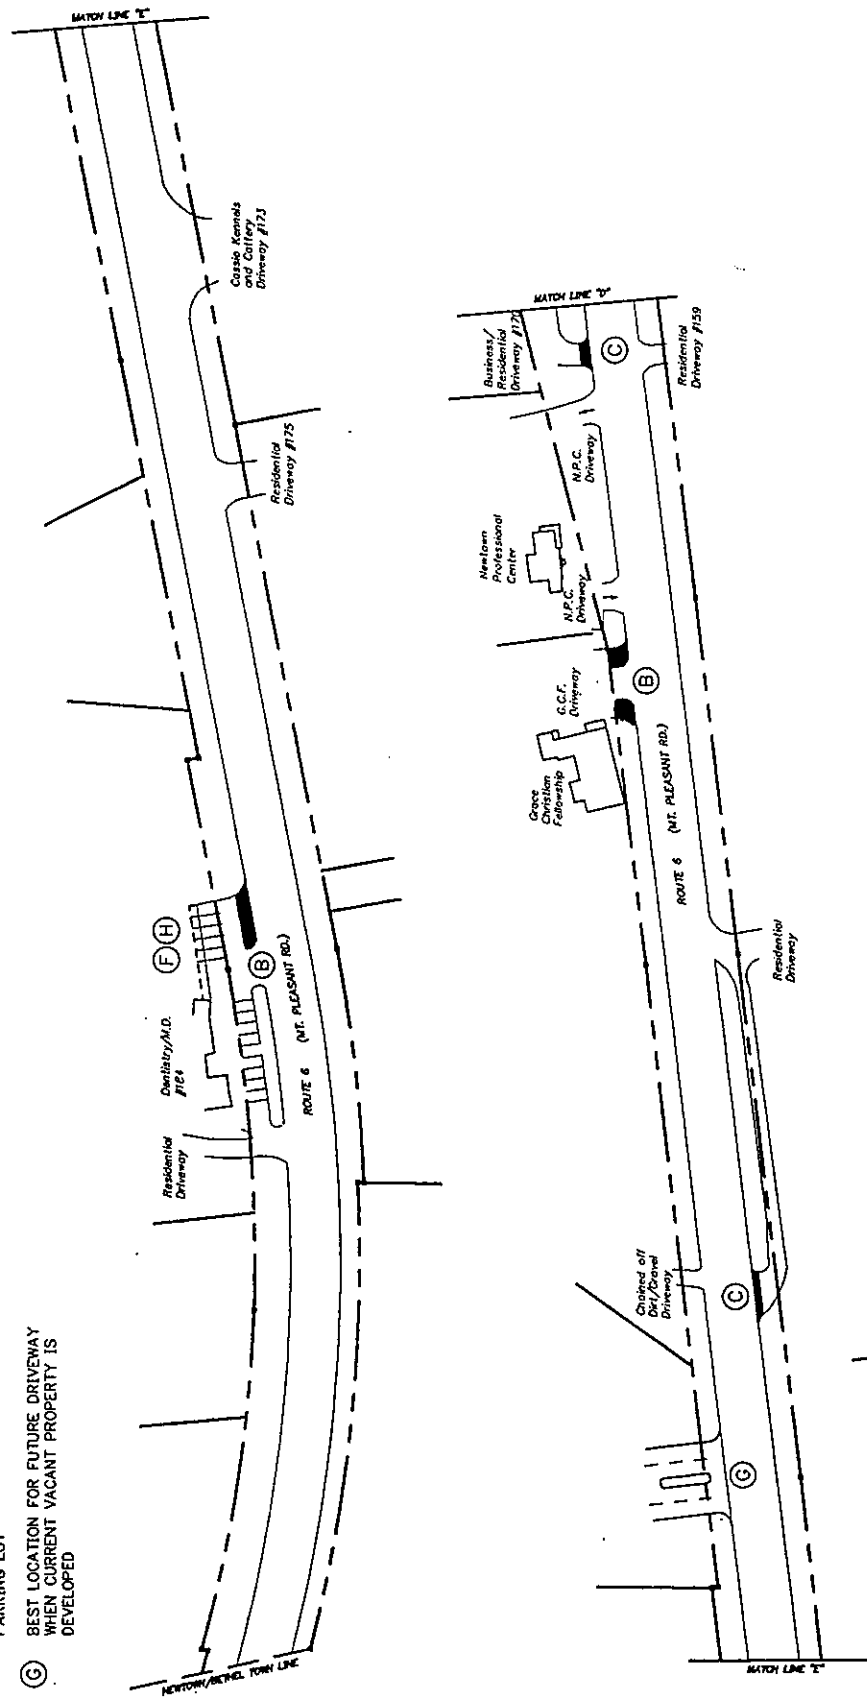 PARKING LOT
Ⓖ BEST LOCATION FOR FUTURE DRIVEWAY
WHEN CURRENT VACANT PROPERTY IS
DEVELOPED
NEWTOWN/BETHEL TOWN LINE
Residential
Driveway
Dentistry/M.D.
#184
Ⓕ Ⓗ
Ⓑ
ROUTE 6 (MT. PLEASANT RD.)
Residential
Driveway #175
Cassio Kennels
and Cattery
Driveway #173
MATCH LINE "E"
MATCH LINE "E"
Ⓖ
Chained off
Dirt/Gravel
Driveway
Ⓒ
Residential
Driveway
ROUTE 6 (MT. PLEASANT RD.)
Grace
Christian
Fellowship
G.C.F.
Driveway
Ⓑ
Newtown
Professional
Center
N.P.C.
Driveway
N.P.C.
Driveway
Business/
Residential
Driveway
Ⓒ
Residential
Driveway #159
MATCH LINE "D"